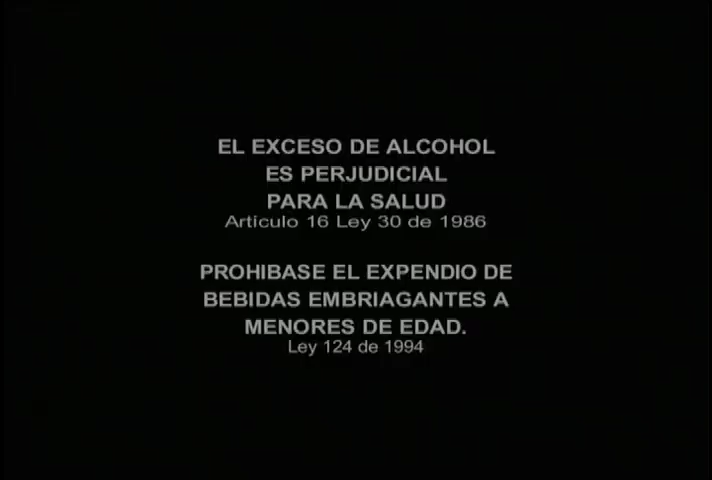 EL EXCESO DE ALCOHOL
ES PERJUDICIAL
PARA LA SALUD
Articulo 16 Ley 30 de 1986
PROHIBASE EL EXPENDIO DE
BEBIDAS EMBRIAGANTES A
MENORES DE EDAD.
Ley 124 de 1994